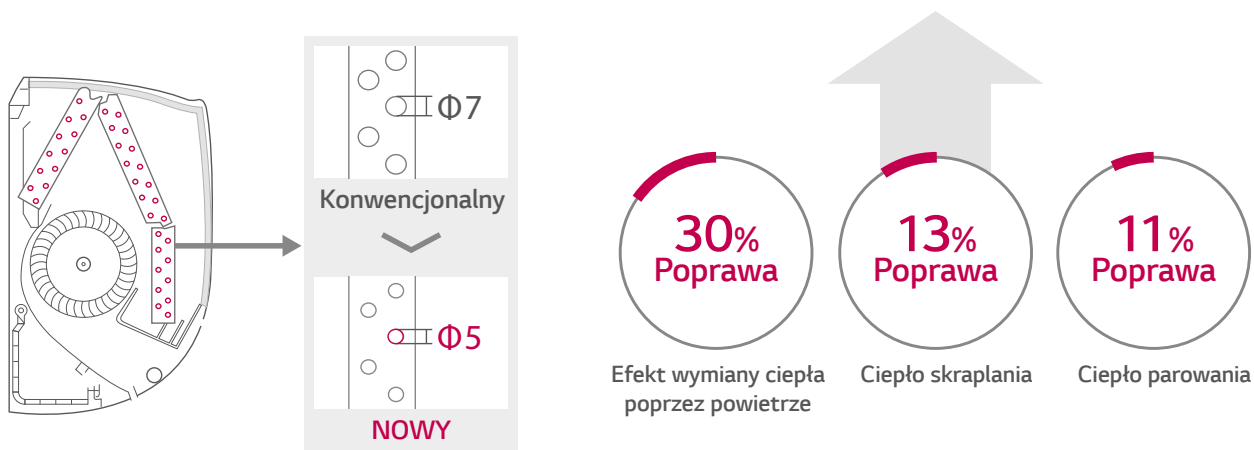 Φ7
Konwencjonalny
Φ5
NOWY
30%
Poprawa
Efekt wymiany ciepła
poprzez powietrze
13%
Poprawa
Ciepło skraplania
11%
Poprawa
Ciepło parowania